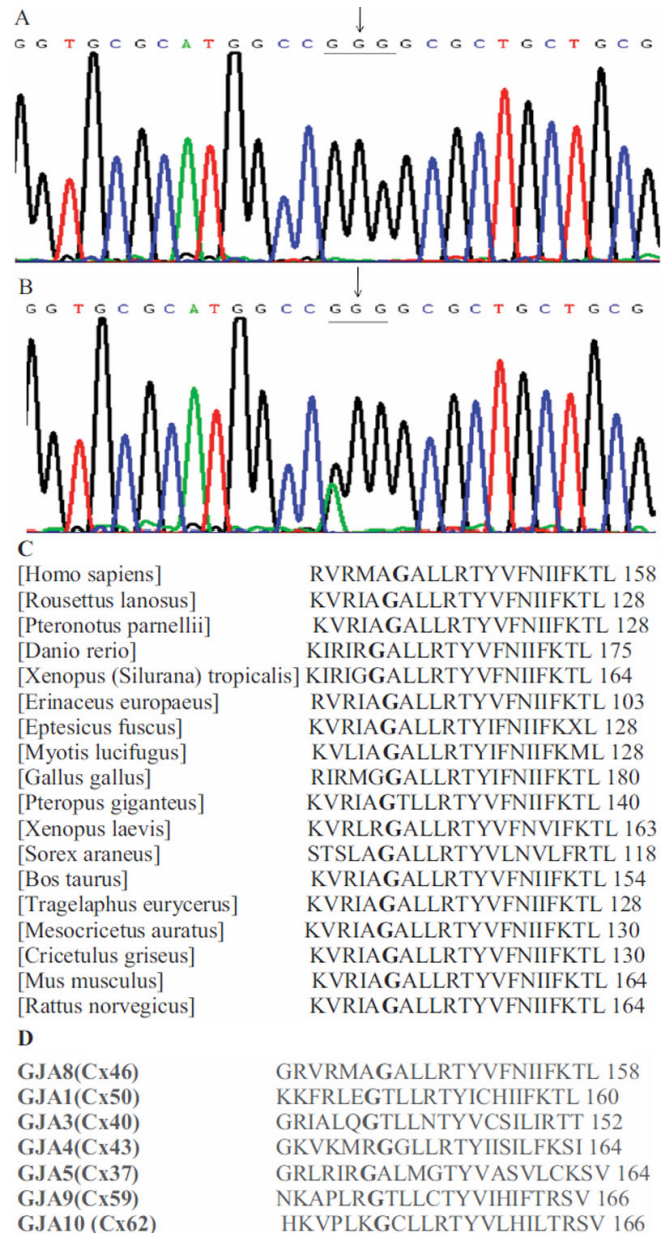 A
G G T G C G C A T G G C C G G G G C G C T G C T G C G
B
G G T G C G C A T G G C C G G G G C G C T G C T G C G
C
[Homo sapiens] RVRMAGALLRTYVFNIIFKTL 158
[Rousettus lanosus] KVRIAGALLRTYVFNIIFKTL 128
[Pteronotus parnellii] KVRIAGALLRTYVFNIIFKTL 128
[Danio rerio] KIRIRGALLRTYVFNIIFKTL 175
[Xenopus (Silurana) tropicalis] KIRIGGALLRTYVFNIIFKTL 164
[Erinaceus europaeus] RVRIAGALLRTYVFNIIFKTL 103
[Eptesicus fuscus] KVRIAGALLRTYIFNIIFKXL 128
[Myotis lucifugus] KVLIAGALLRTYIFNIIFKML 128
[Gallus gallus] RIRMGGALLRTYIFNIIFKTL 180
[Pteropus giganteus] KVRIAGTLLRTYVFNIIFKTL 140
[Xenopus laevis] KVRLRGALLRTYVFNVIFKTL 163
[Sorex araneus] STSLAGALLRTYVLNVLFRTL 118
[Bos taurus] KVRIAGALLRTYVFNIIFKTL 154
[Tragelaphus eurycerus] KVRIAGALLRTYVFNIIFKTL 128
[Mesocricetus auratus] KVRIAGALLRTYVFNIIFKTL 130
[Cricetulus griseus] KVRIAGALLRTYVFNIIFKTL 130
[Mus musculus] KVRIAGALLRTYVFNIIFKTL 164
[Rattus norvegicus] KVRIAGALLRTYVFNIIFKTL 164
D
GJA8(Cx46) GRVRMAGALLRTYVFNIIFKTL 158
GJA1(Cx50) KKFRLEGTLLRTYICHIIFKTL 160
GJA3(Cx40) GRIALQGTLLNTYVCSILIRTT 152
GJA4(Cx43) GKVKMRGGLLRTYIISILFKSI 164
GJA5(Cx37) GRLRIRGALMGTYVASVLCKSV 164
GJA9(Cx59) NKAPLRGTLLCTYVIHIFTRSV 166
GJA10 (Cx62) HKVPLKGCLLRTYVLHILTRSV 166